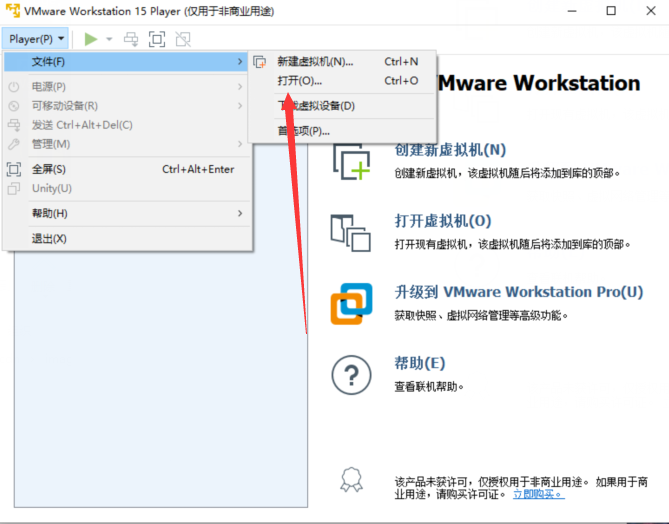 VMware Workstation 15 Player (仅用于非商业用途)
Player(P)
文件(F)
电源(P)
可移动设备(R)
发送 Ctrl+Alt+Del(C)
管理(M)
全屏(S) Ctrl+Alt+Enter
Unity(U)
帮助(H)
退出(X)
新建虚拟机(N)... Ctrl+N
打开(O)... Ctrl+O
下载虚拟设备(D)
首选项(P)...
VMware Workstation
创建新虚拟机(N)
创建新虚拟机，该虚拟机随后将添加到库的顶部。
打开虚拟机(O)
打开现有虚拟机，该虚拟机随后将添加到库的顶部。
升级到 VMware Workstation Pro(U)
获取快照、虚拟网络管理等高级功能。
帮助(E)
查看联机帮助。
该产品未获许可，仅授权用于非商业用途。 如果用于商
业用途，请购买许可证。 立即购买。